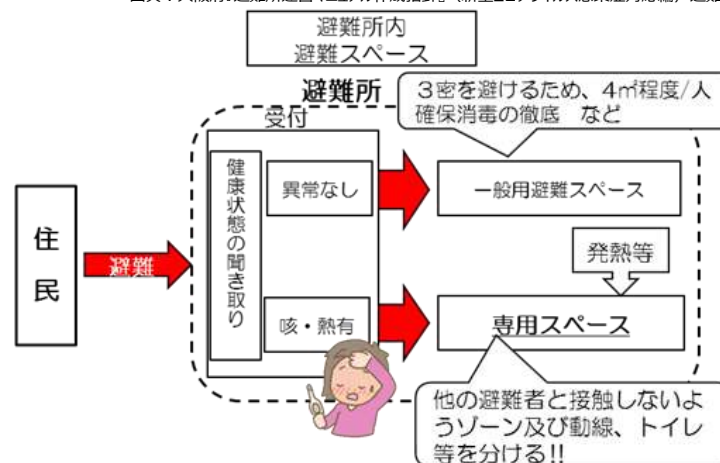 避難所内
避難スペース
避難所
3密を避けるため、4㎡程度/人
確保消毒の徹底　など
受付
健康状態の聞き取り
異常なし
一般用避難スペース
住民
避難
発熱等
咳・熱有
専用スペース
他の避難者と接触しないよ
うゾーン及び動線、トイレ
等を分ける!!